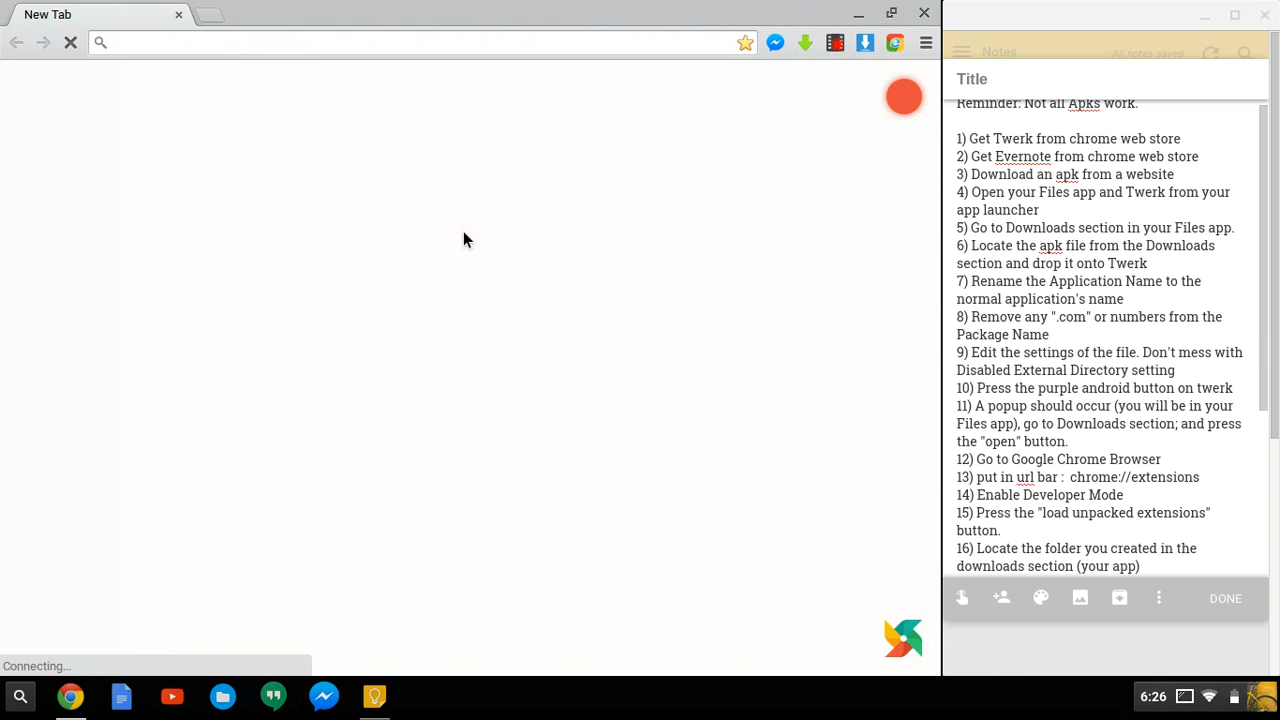 New Tab
Notes
All notes saved
Title
Reminder: Not all Apks work.
1) Get Twerk from chrome web store
2) Get Evernote from chrome web store
3) Download an apk from a website
4) Open your Files app and Twerk from your
app launcher
5) Go to Downloads section in your Files app.
6) Locate the apk file from the Downloads
section and drop it onto Twerk
7) Rename the Application Name to the
normal application's name
8) Remove any ".com" or numbers from the
Package Name
9) Edit the settings of the file. Don't mess with
Disabled External Directory setting
10) Press the purple android button on twerk
11) A popup should occur (you will be in your
Files app), go to Downloads section; and press
the "open" button.
12) Go to Google Chrome Browser
13) put in url bar :  chrome://extensions
14) Enable Developer Mode
15) Press the "load unpacked extensions"
button.
16) Locate the folder you created in the
downloads section (your app)
DONE
Connecting...
6:26